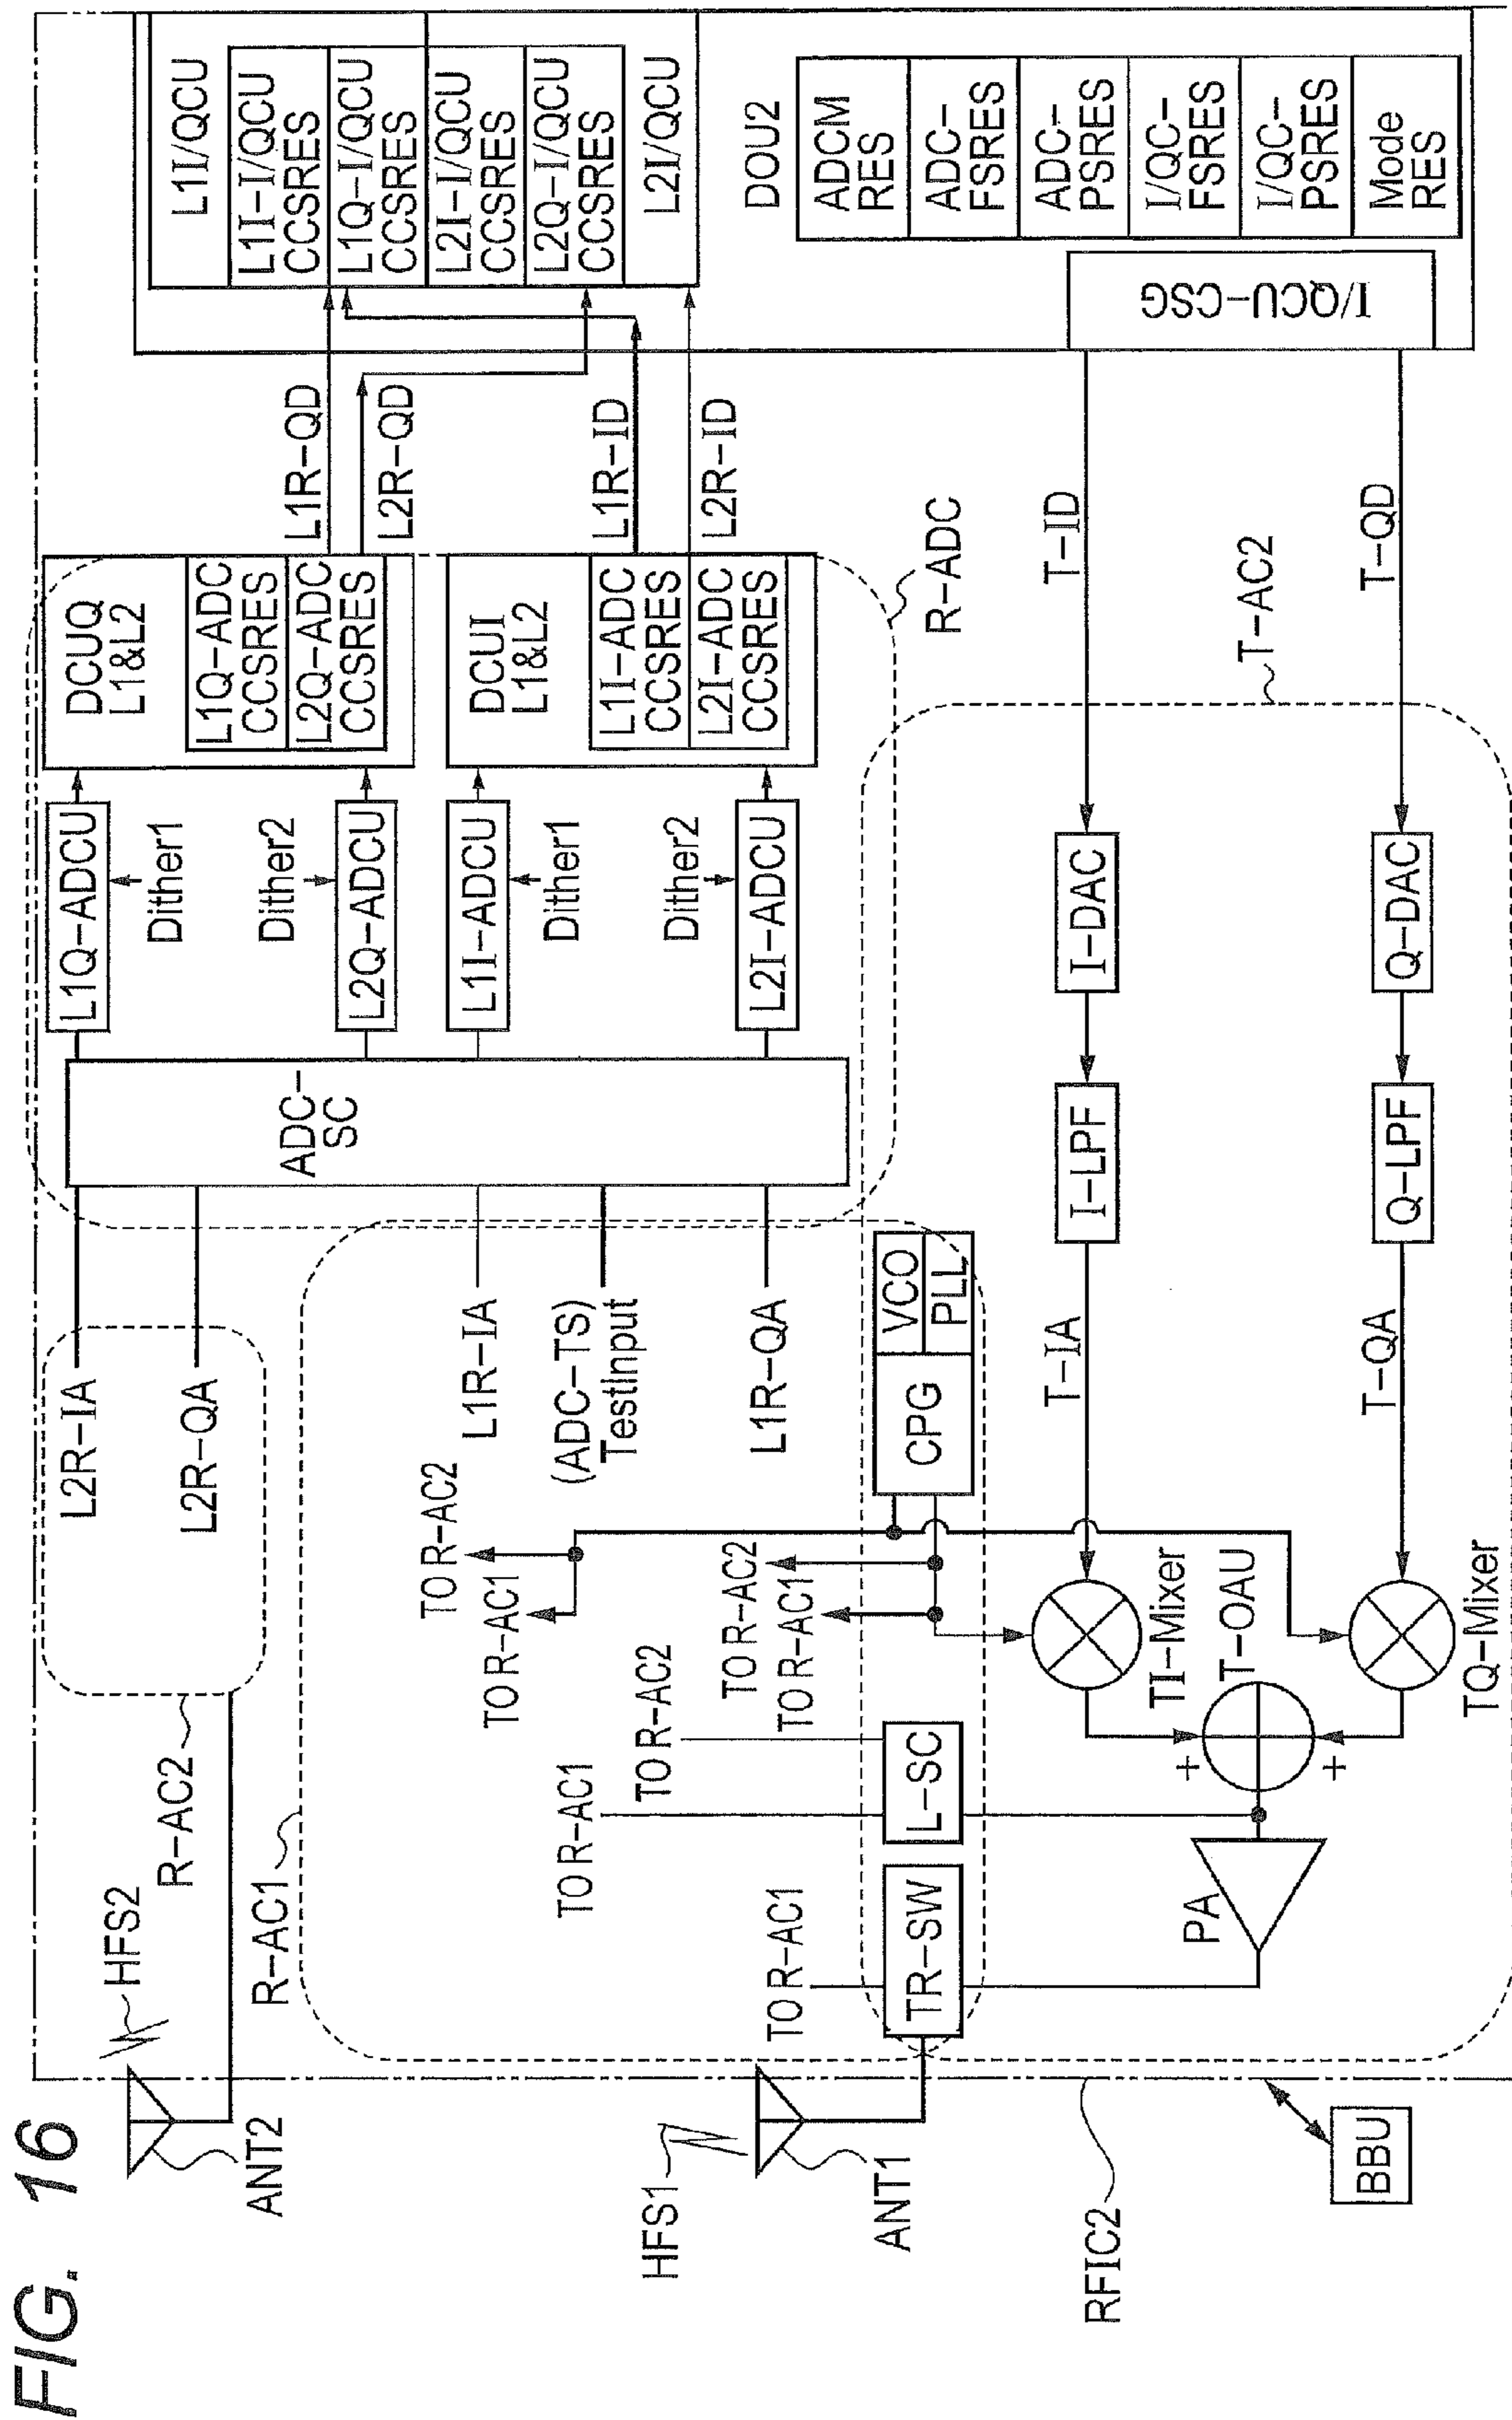 FIG. 16
HFS2
ANT2
R-AC2
L2R-IA
L2R-QA
R-AC1
HFS1
ANT1
RFIC2
BBU
TO R-AC1
TR-SW
PA
TO R-AC1
TO R-AC2
L-SC
TO R-AC2
TO R-AC1
TO R-AC2
TO R-AC1
L1R-IA
(ADC-TS)
TestInput
L1R-QA
CPG
VCO
PLL
TI-Mixer
T-OAU
TQ-Mixer
+
+
T-IA
T-QA
I-LPF
Q-LPF
I-DAC
Q-DAC
T-ID
T-QD
T-AC2
R-ADC
ADC-
SC
L1Q-ADCU
Dither1
Dither2
L2Q-ADCU
L1I-ADCU
Dither1
Dither2
L2I-ADCU
DCUQ
L1&L2
L1Q-ADC
CCSRES
L2Q-ADC
CCSRES
DCUI
L1&L2
L1I-ADC
CCSRES
L2I-ADC
CCSRES
L1R-QD
L2R-QD
L1R-ID
L2R-ID
L1I/QCU
L1I-I/QCU
CCSRES
L1Q-I/QCU
CCSRES
L2I-I/QCU
CCSRES
L2Q-I/QCU
CCSRES
L2I/QCU
DOU2
ADCM
RES
ADC-
FSRES
ADC-
PSRES
I/QC-
FSRES
I/QC-
PSRES
Mode
RES
I/QCU-CSG